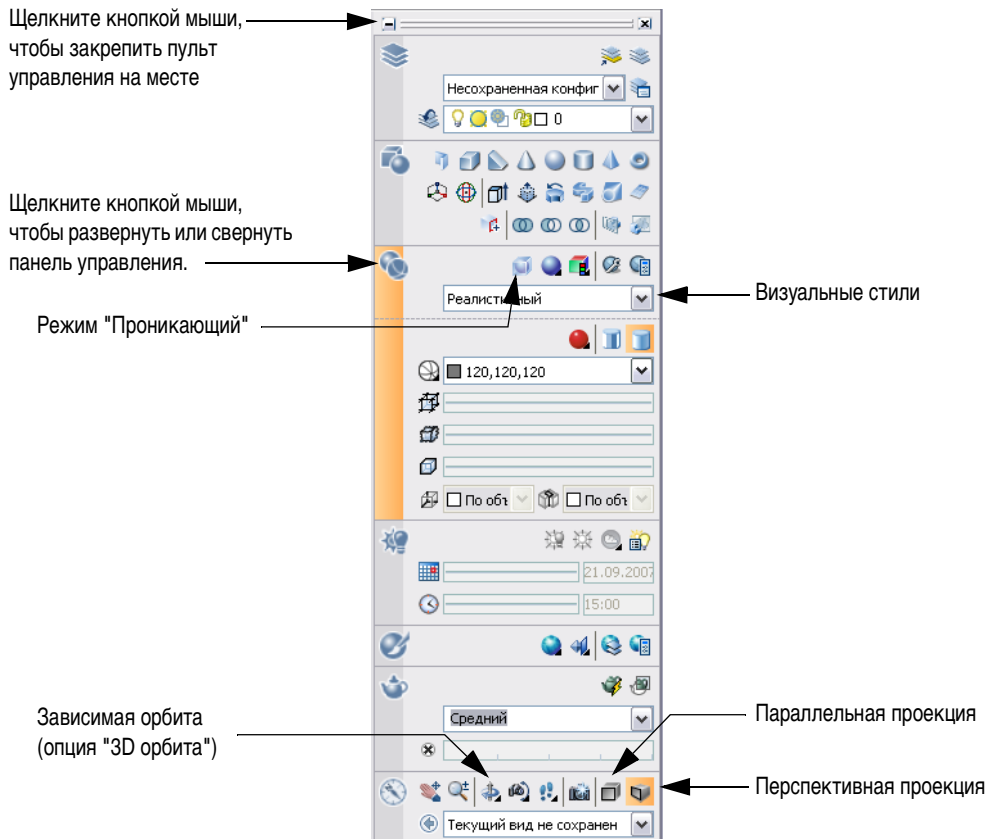 Щелкните кнопкой мыши,
чтобы закрепить пульт
управления на месте
Несохраненная конфиг
0
Щелкните кнопкой мыши,
чтобы развернуть или свернуть
панель управления.
Реалистичный
Визуальные стили
Режим "Проникающий"
120,120,120
По объ
По объ
21.09.2007
15:00
Зависимая орбита
(опция "3D орбита")
Средний
Параллельная проекция
Перспективная проекция
Текущий вид не сохранен